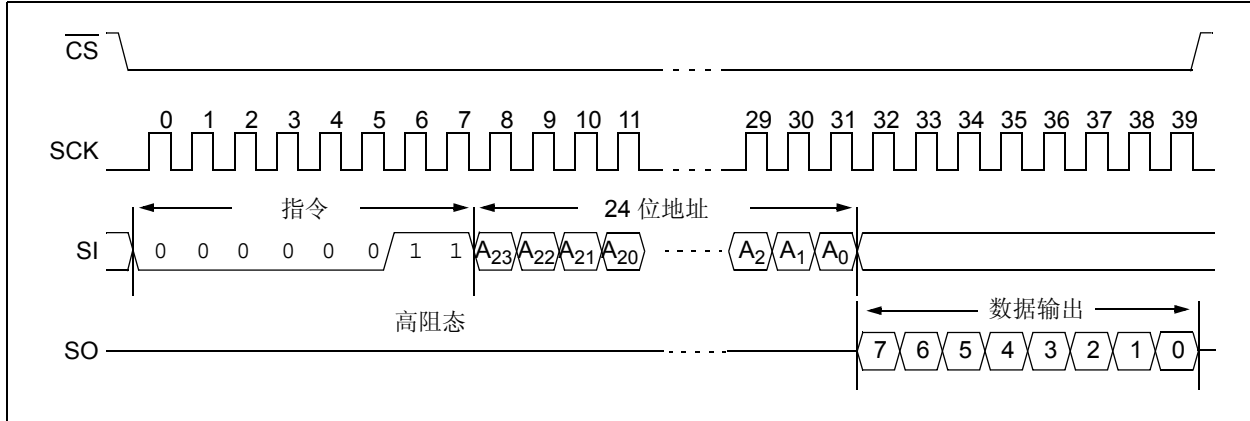 CS
0 1 2 3 4 5 6 7 8 9 10 11 29 30 31 32 33 34 35 36 37 38 39
SCK
指令 24 位地址
SI 0 0 0 0 0 0 1 1 A23 A22 A21 A20 A2 A1 A0
高阻态 数据输出
SO 7 6 5 4 3 2 1 0